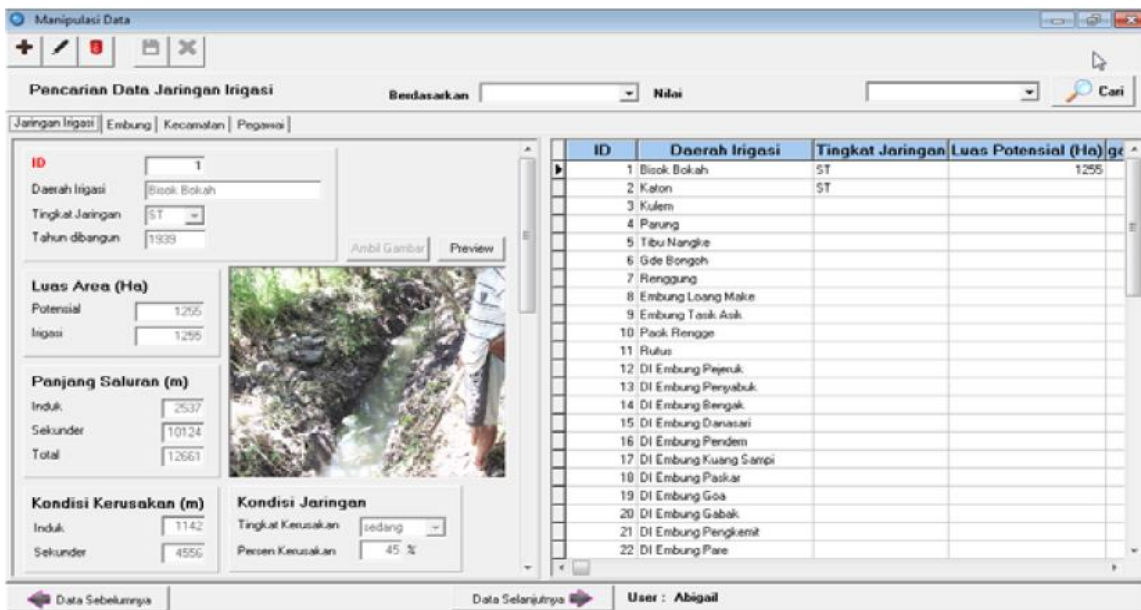 Manipulasi Data
Pencarian Data Jaringan Irigasi Berdasarkan Nilai Cari
Jaringan Irigasi Embung Kecamatan Pegawai
ID 1
Daerah Irigasi Bisok Bokah
Tingkat Jaringan ST
Tahun dibangun 1939
Ambil Gambar Preview
Luas Area (Ha)
Potensial 1255
Irigasi 1255
Panjang Saluran (m)
Induk 2537
Sekunder 10124
Total 12661
Kondisi Kerusakan (m)
Induk 1142
Sekunder 4556
Kondisi Jaringan
Tingkat Kerusakan sedang
Persen Kerusakan 45 %
ID Daerah Irigasi Tingkat Jaringan Luas Potensial (Ha)
1 Bisok Bokah ST 1255
2 Katon ST
3 Kulem
4 Parung
5 Tibu Nangke
6 Gde Bongoh
7 Renggung
8 Embung Loang Make
9 Embung Tasik Asik
10 Paok Rengge
11 Rutus
12 DI Embung Pejeruk
13 DI Embung Penyabuk
14 DI Embung Bengak
15 DI Embung Danasari
16 DI Embung Pendem
17 DI Embung Kuang Sampi
18 DI Embung Paskar
19 DI Embung Goa
20 DI Embung Gabak
21 DI Embung Pengkemit
22 DI Embung Pare
Data Sebelumnya Data Selanjutnya User : Abigail